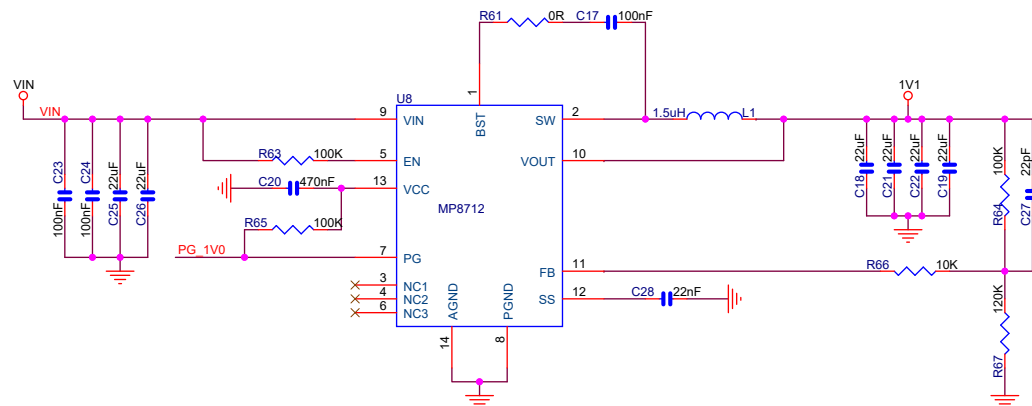 R61 0R C17 100nF
VIN
VIN
U8
1V1
1
BST
9 VIN
SW 2
1.5uH L1
5 EN
VOUT 10
R63 100K
13 VCC
C20 470nF
MP8712
R65 100K
PG_1V0
7 PG
3 NC1
4 NC2
6 NC3
AGND
PGND
14
8
FB 11
SS 12
R66 10K
C28 22nF
C23 100nF
C24 100nF
C25 22uF
C26 22uF
C18 22uF
C21 22uF
C22 22uF
C19 22uF
R64 100K
C27 22pF
R67 120K